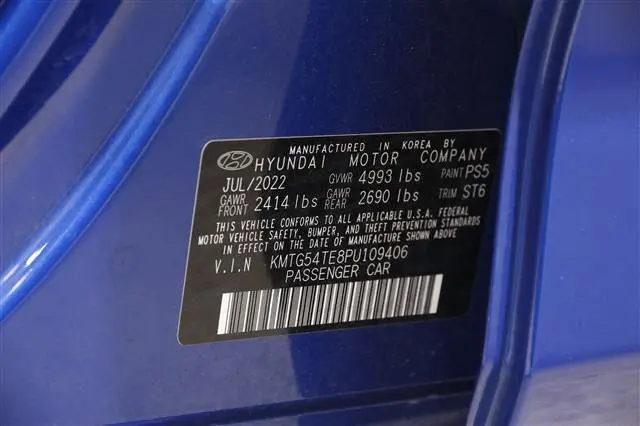 MANUFACTURED IN KOREA BY
HYUNDAI MOTOR COMPANY
JUL/2022 GVWR 4993 lbs PAINT PS5
GAWR FRONT 2414 lbs GAWR REAR 2690 lbs TRIM ST6
THIS VEHICLE CONFORMS TO ALL APPLICABLE U.S.A. FEDERAL
MOTOR VEHICLE SAFETY, BUMPER, AND THEFT PREVENTION STANDARDS
IN EFFECT ON THE DATE OF MANUFACTURE SHOWN ABOVE.
V.I.N KMTG54TE8PU109406
PASSENGER CAR